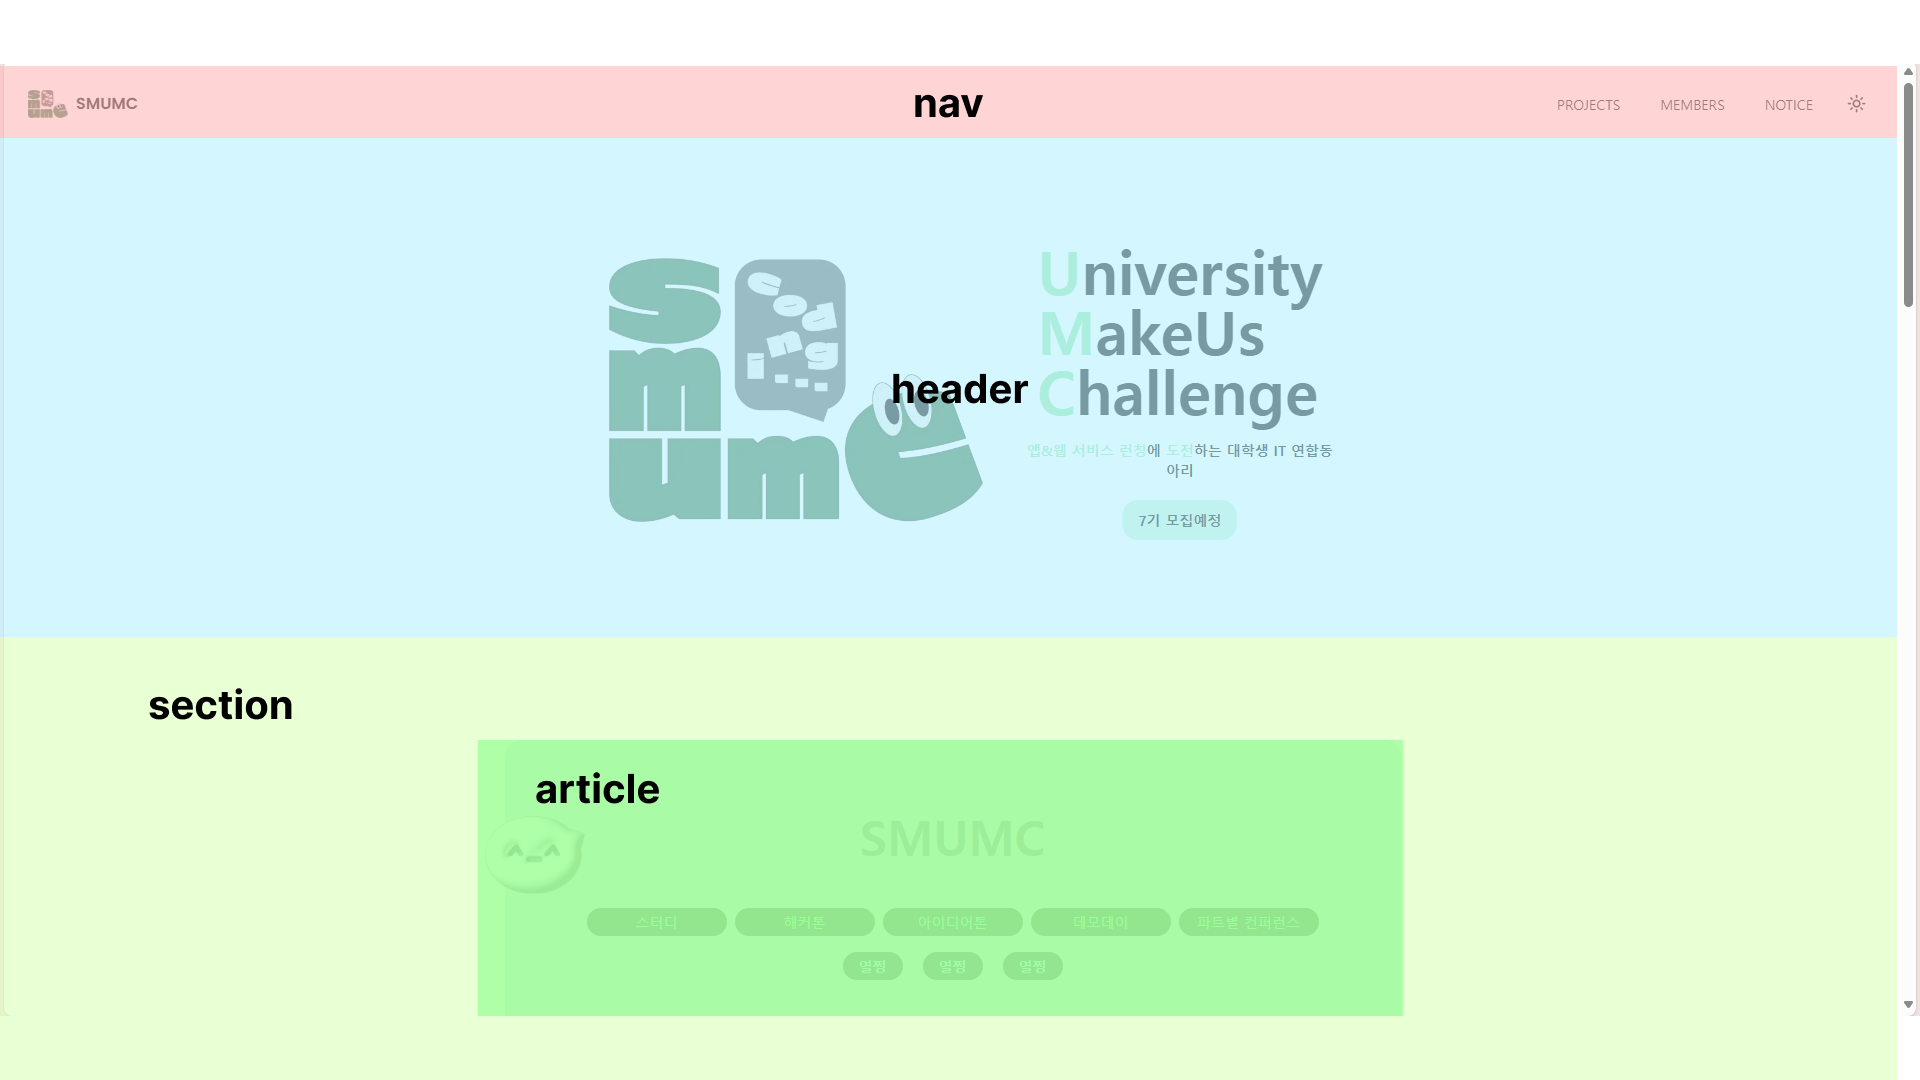 SMUMC
nav
PROJECTS
MEMBERS
NOTICE
smumc
Coding....
header
University
MakeUs
Challenge
앱&웹 서비스 런칭에 도전하는 대학생 IT 연합동
아리
7기 모집예정
section
article
SMUMC
스터디
해커톤
아이디어톤
데모데이
파트별 컨퍼런스
열찡
열찡
열찡